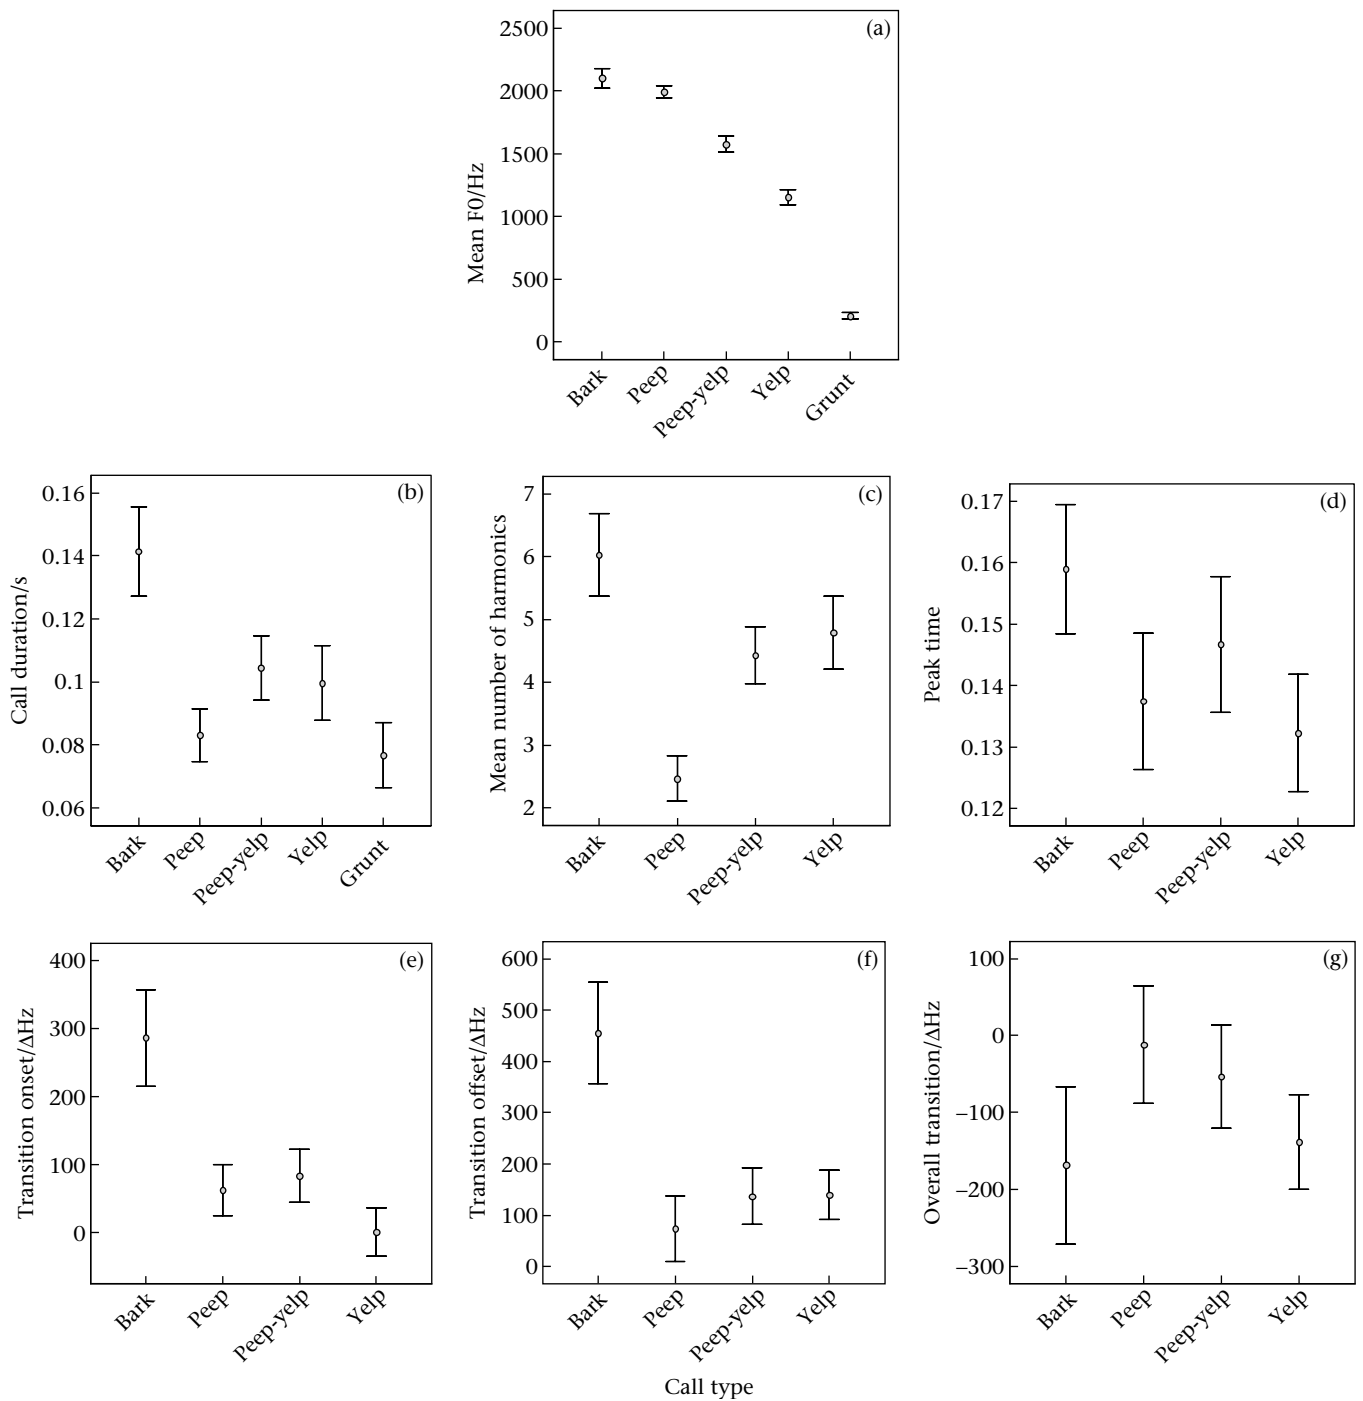 (a)
Mean F0/Hz
2500
2000
1500
1000
500
0
Bark
Peep
Peep-yelp
Yelp
Grunt
(b)
Call duration/s
0.16
0.14
0.12
0.1
0.08
0.06
Bark
Peep
Peep-yelp
Yelp
Grunt
(c)
Mean number of harmonics
7
6
5
4
3
2
Bark
Peep
Peep-yelp
Yelp
(d)
Peak time
0.17
0.16
0.15
0.14
0.13
0.12
Bark
Peep
Peep-yelp
Yelp
(e)
Transition onset/ΔHz
400
300
200
100
0
Bark
Peep
Peep-yelp
Yelp
(f)
Transition offset/ΔHz
600
500
400
300
200
100
0
Bark
Peep
Peep-yelp
Yelp
(g)
Overall transition/ΔHz
100
0
–100
–200
–300
Bark
Peep
Peep-yelp
Yelp
Call type